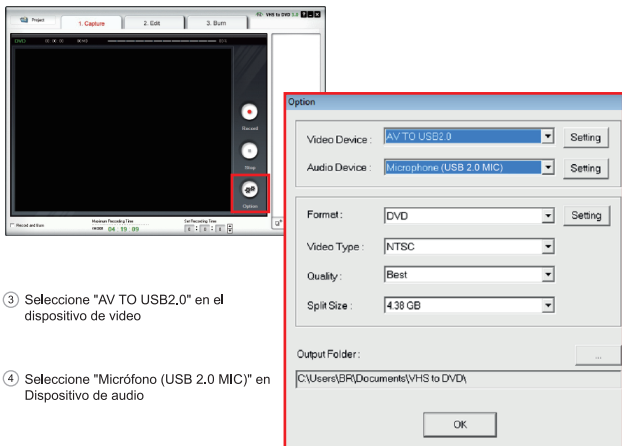 Project
1. Capture
2. Edit
3. Burn
VHS to DVD 3.0
DVD
Record
Stop
Option
Record and Burn
Maximum Recording Time
04 : 19 : 09
Set Recording Time
Option
Video Device :
AV TO USB2.0
Setting
Audio Device :
Microphone (USB 2.0 MIC)
Setting
Format :
DVD
Setting
Video Type :
NTSC
Quality :
Best
Split Size :
4.38 GB
Output Folder :
...
C:\Users\BR\Documents\VHS to DVD\
OK
3 Seleccione "AV TO USB2.0" en el
dispositivo de video
4 Seleccione "Micrófono (USB 2.0 MIC)" en
Dispositivo de audio